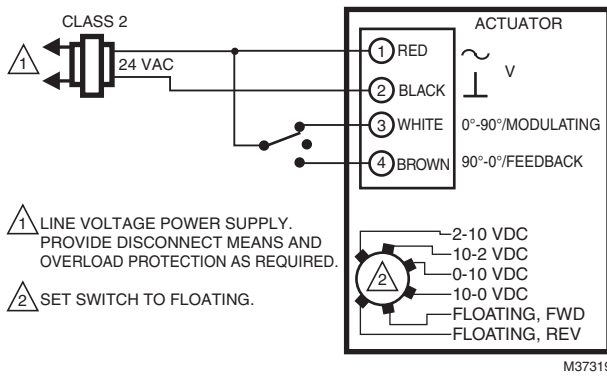 CLASS 2
ACTUATOR
1
24 VAC
1 RED
V
2 BLACK
3 WHITE 0°-90°/MODULATING
4 BROWN 90°-0°/FEEDBACK
1 LINE VOLTAGE POWER SUPPLY.
PROVIDE DISCONNECT MEANS AND
OVERLOAD PROTECTION AS REQUIRED.
2 SET SWITCH TO FLOATING.
2
2-10 VDC
10-2 VDC
0-10 VDC
10-0 VDC
FLOATING, FWD
FLOATING, REV
M37319